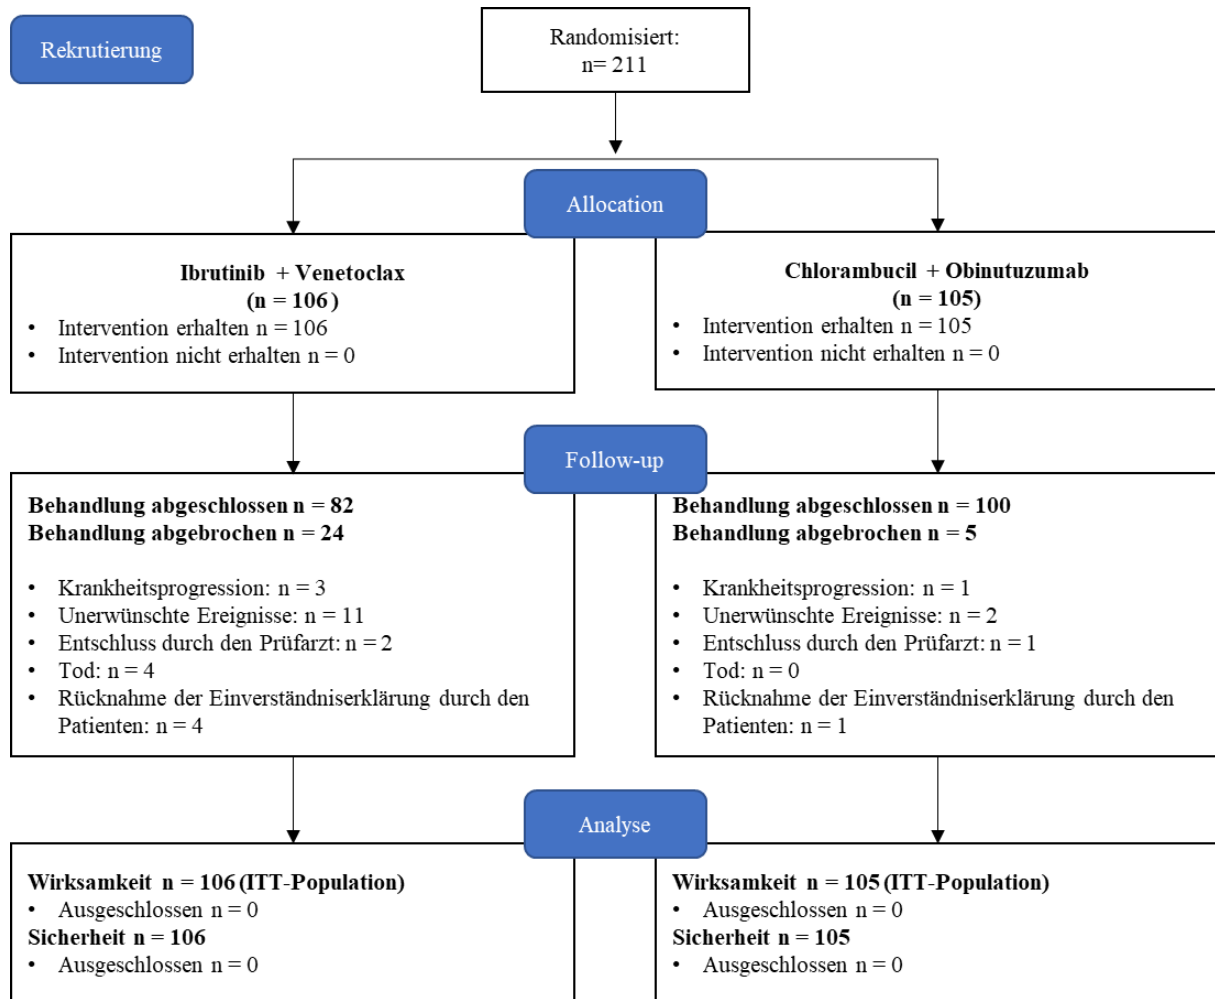 Rekrutierung
Randomisiert:
n= 211
Allocation
Ibrutinib + Venetoclax
(n = 106 )
• Intervention erhalten n = 106
• Intervention nicht erhalten n = 0
Chlorambucil + Obinutuzumab
(n = 105)
• Intervention erhalten n = 105
• Intervention nicht erhalten n = 0
Follow-up
Behandlung abgeschlossen n = 82
Behandlung abgebrochen n = 24
• Krankheitsprogression: n = 3
• Unerwünschte Ereignisse: n = 11
• Entschluss durch den Prüfarzt: n = 2
• Tod: n = 4
• Rücknahme der Einverständniserklärung durch den
Patienten: n = 4
Behandlung abgeschlossen n = 100
Behandlung abgebrochen n = 5
• Krankheitsprogression: n = 1
• Unerwünschte Ereignisse: n = 2
• Entschluss durch den Prüfarzt: n = 1
• Tod: n = 0
• Rücknahme der Einverständniserklärung durch den
Patienten: n = 1
Analyse
Wirksamkeit n = 106 (ITT-Population)
• Ausgeschlossen n = 0
Sicherheit n = 106
• Ausgeschlossen n = 0
Wirksamkeit n = 105 (ITT-Population)
• Ausgeschlossen n = 0
Sicherheit n = 105
• Ausgeschlossen n = 0